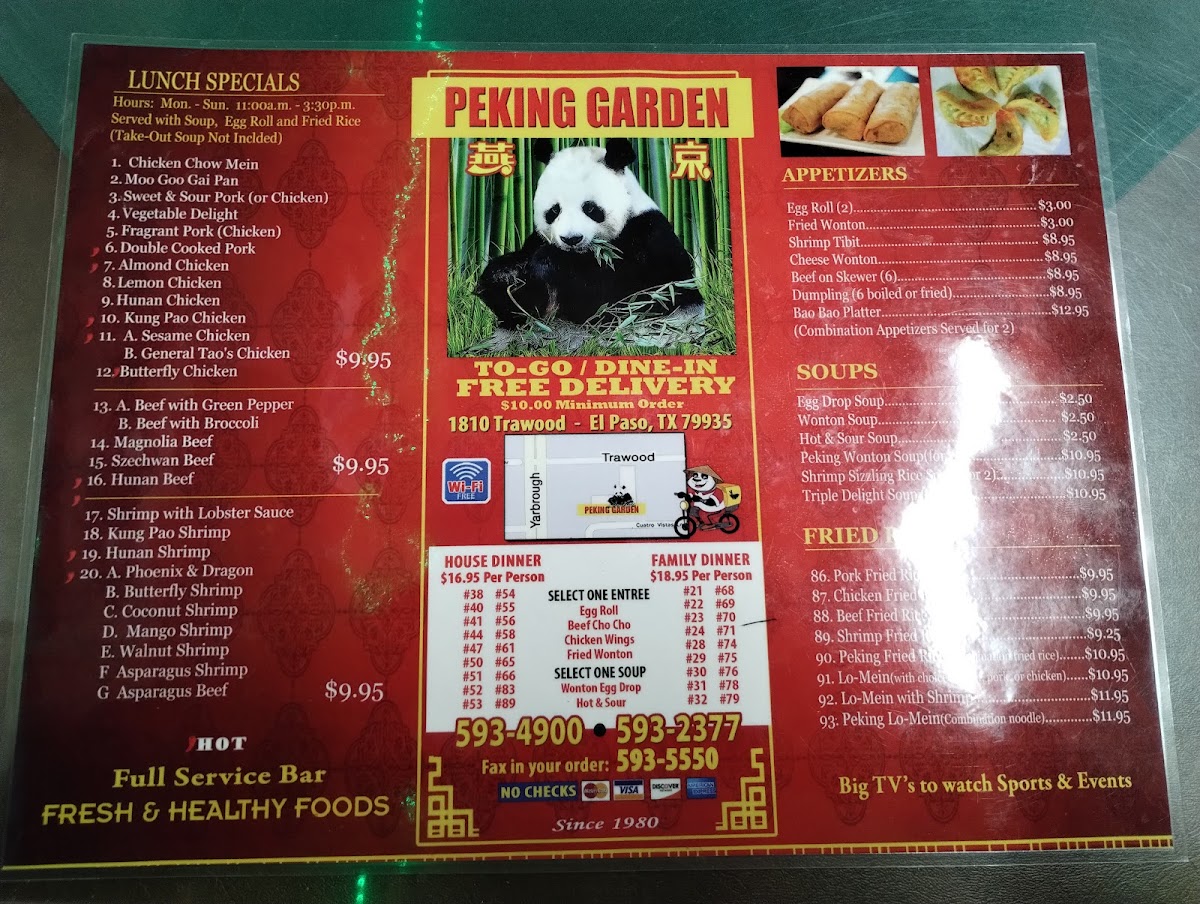 LUNCH SPECIALS
Hours: Mon. - Sun. 11:00a.m. - 3:30p.m.
Served with Soup, Egg Roll and Fried Rice
(Take-Out Soup Not Inclded)
1. Chicken Chow Mein
2. Moo Goo Gai Pan
3. Sweet & Sour Pork (or Chicken)
4. Vegetable Delight
5. Fragrant Pork (Chicken)
6. Double Cooked Pork
7. Almond Chicken
8. Lemon Chicken
9. Hunan Chicken
10. Kung Pao Chicken
11. A. Sesame Chicken
B. General Tao's Chicken $9.95
12. Butterfly Chicken
13. A. Beef with Green Pepper
B. Beef with Broccoli
14. Magnolia Beef
15. Szechwan Beef $9.95
16. Hunan Beef
17. Shrimp with Lobster Sauce
18. Kung Pao Shrimp
19. Hunan Shrimp
20. A. Phoenix & Dragon
B. Butterfly Shrimp
C. Coconut Shrimp
D. Mango Shrimp
E. Walnut Shrimp
F Asparagus Shrimp
G Asparagus Beef $9.95
HOT
Full Service Bar
FRESH & HEALTHY FOODS
PEKING GARDEN
燕 京
TO-GO / DINE-IN
FREE DELIVERY
$10.00 Minimum Order
1810 Trawood - El Paso, TX 79935
Wi-Fi
FREE
Trawood
Yarbrough
PEKING GARDEN
Cuatro Vistas
HOUSE DINNER
$16.95 Per Person
#38 #54
#40 #55
#41 #56
#44 #58
#47 #61
#50 #65
#51 #66
#52 #83
#53 #89
SELECT ONE ENTREE
Egg Roll
Beef Cho Cho
Chicken Wings
Fried Wonton
SELECT ONE SOUP
Wonton Egg Drop
Hot & Sour
FAMILY DINNER
$18.95 Per Person
#21 #68
#22 #69
#23 #70
#24 #71
#28 #74
#29 #75
#30 #76
#31 #78
#32 #79
593-4900 • 593-2377
Fax in your order: 593-5550
NO CHECKS VISA DISCOVER
Since 1980
APPETIZERS
Egg Roll (2)....$3.00
Fried Wonton....$3.00
Shrimp Tibit....$8.95
Cheese Wonton....$8.95
Beef on Skewer (6)....$8.95
Dumpling (6 boiled or fried)....$8.95
Bao Bao Platter....$12.95
(Combination Appetizers Served for 2)
SOUPS
Egg Drop Soup....$2.50
Wonton Soup....$2.50
Hot & Sour Soup....$2.50
Peking Wonton Soup....$10.95
Shrimp Sizzling Rice 2)....$10.95
Triple Delight Soup....$10.95
FRIED
86. Pork Fried....$9.95
87. Chicken Fried....$9.95
88. Beef Fried....$9.95
89. Shrimp Fried....$9.25
90. Peking Fried fried rice)....$10.95
91. Lo-Mein(with pork, or chicken)....$10.95
92. Lo-Mein with Shrimp....$11.95
93. Peking Lo-Mein(Combination noodle)....$11.95
Big TV's to watch Sports & Events